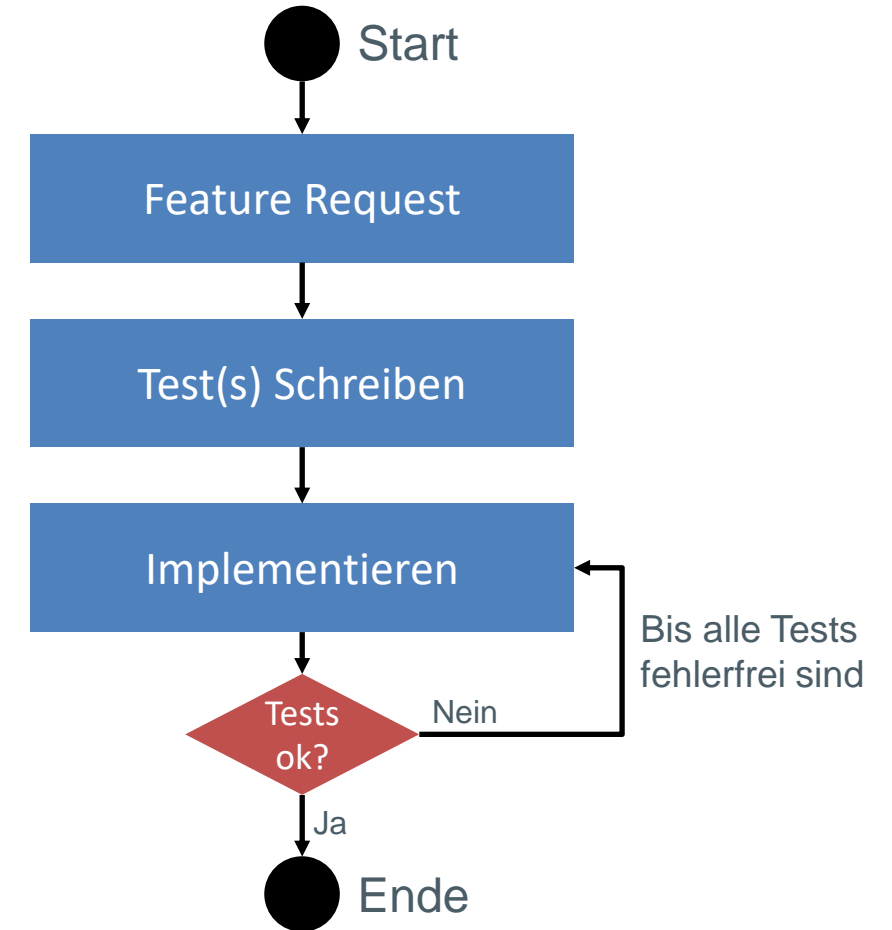 Start
Feature Request
Test(s) Schreiben
Implementieren
Bis alle Tests
fehlerfrei sind
Tests
ok?
Nein
Ja
Ende